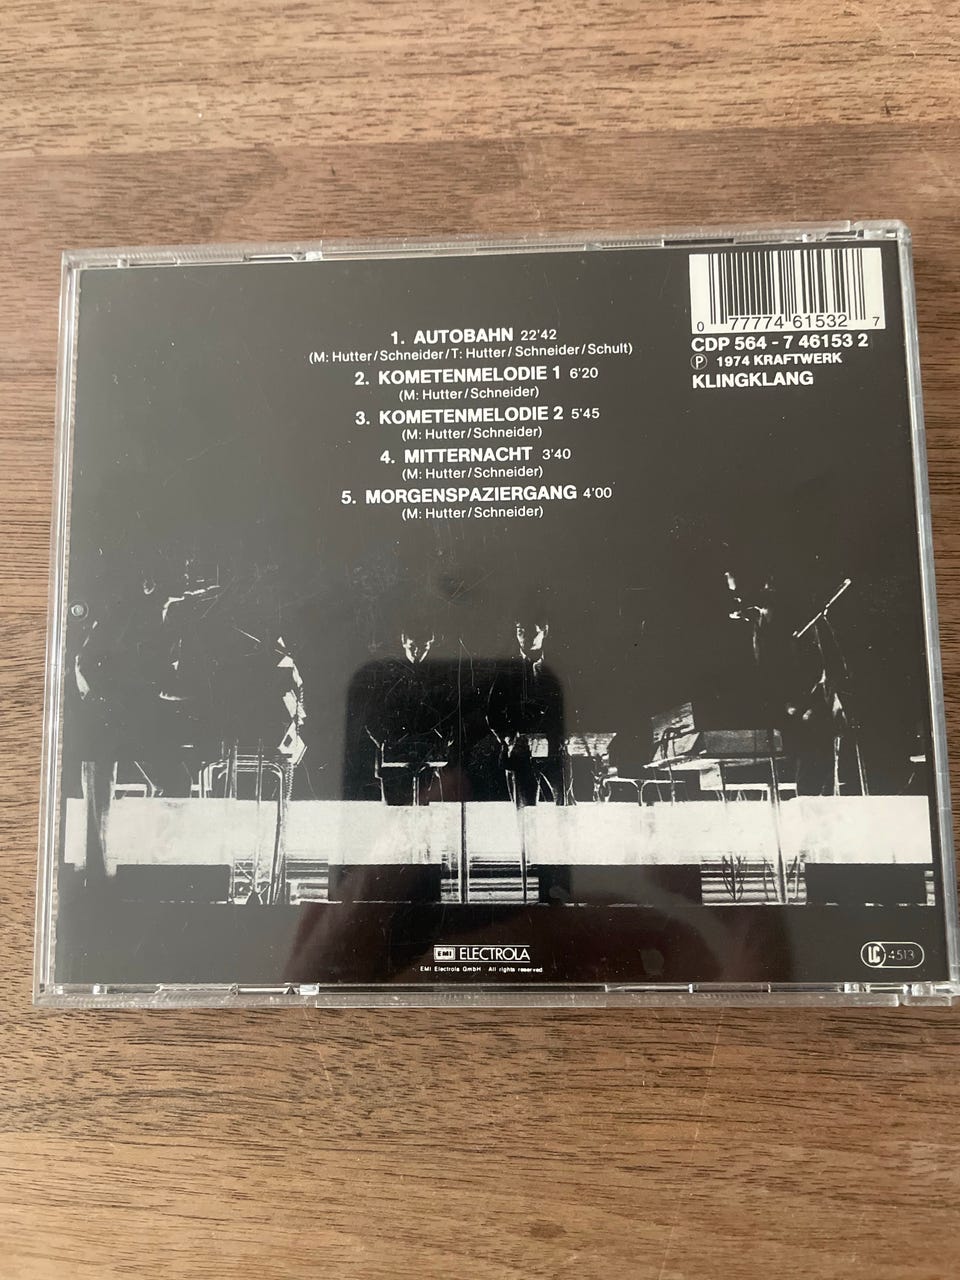 0 77774 61532 7
CDP 564 - 7 46153 2
Ⓟ 1974 KRAFTWERK
KLINGKLANG
1. AUTOBAHN 22'42
(M: Hutter/Schneider/T: Hutter/Schneider/Schult)
2. KOMETENMELODIE 1 6'20
(M: Hutter/Schneider)
3. KOMETENMELODIE 2 5'45
(M: Hutter/Schneider)
4. MITTERNACHT 3'40
(M: Hutter/Schneider)
5. MORGENSPAZIERGANG 4'00
(M: Hutter/Schneider)
EMI ELECTROLA
EMI Electrola GmbH All rights reserved
LC 4513